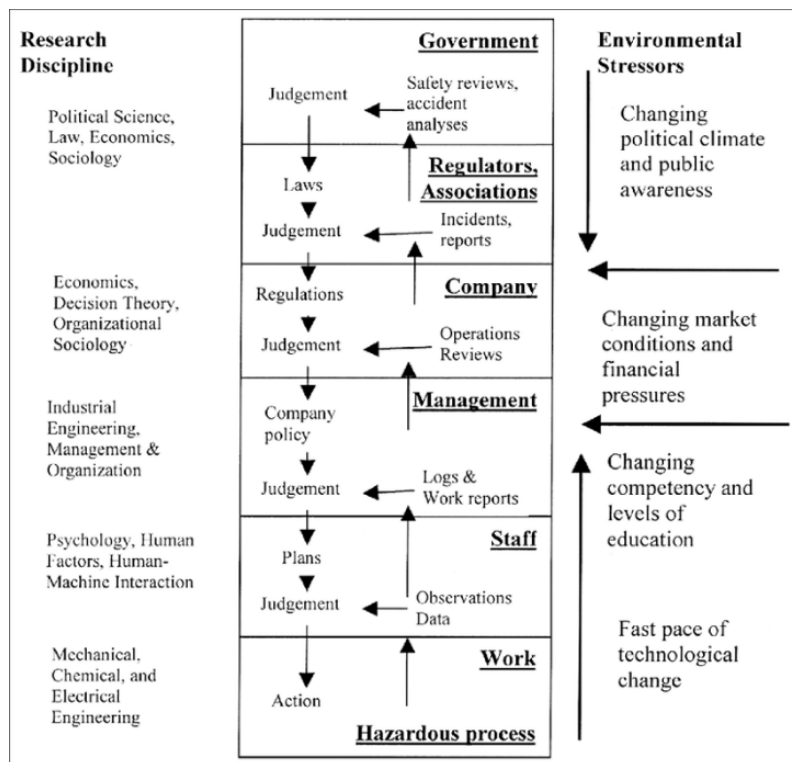 Research
Discipline
Political Science,
Law, Economics,
Sociology
Economics,
Decision Theory,
Organizational
Sociology
Industrial
Engineering,
Management &
Organization
Psychology, Human
Factors, Human-
Machine Interaction
Mechanical,
Chemical, and
Electrical
Engineering
Government
Judgement
Safety reviews,
accident
analyses
Regulators,
Associations
Laws
Judgement
Incidents,
reports
Company
Regulations
Judgement
Operations
Reviews
Management
Company
policy
Judgement
Logs &
Work reports
Staff
Plans
Judgement
Observations
Data
Work
Action
Hazardous process
Environmental
Stressors
Changing
political climate
and public
awareness
Changing market
conditions and
financial
pressures
Changing
competency and
levels of
education
Fast pace of
technological
change